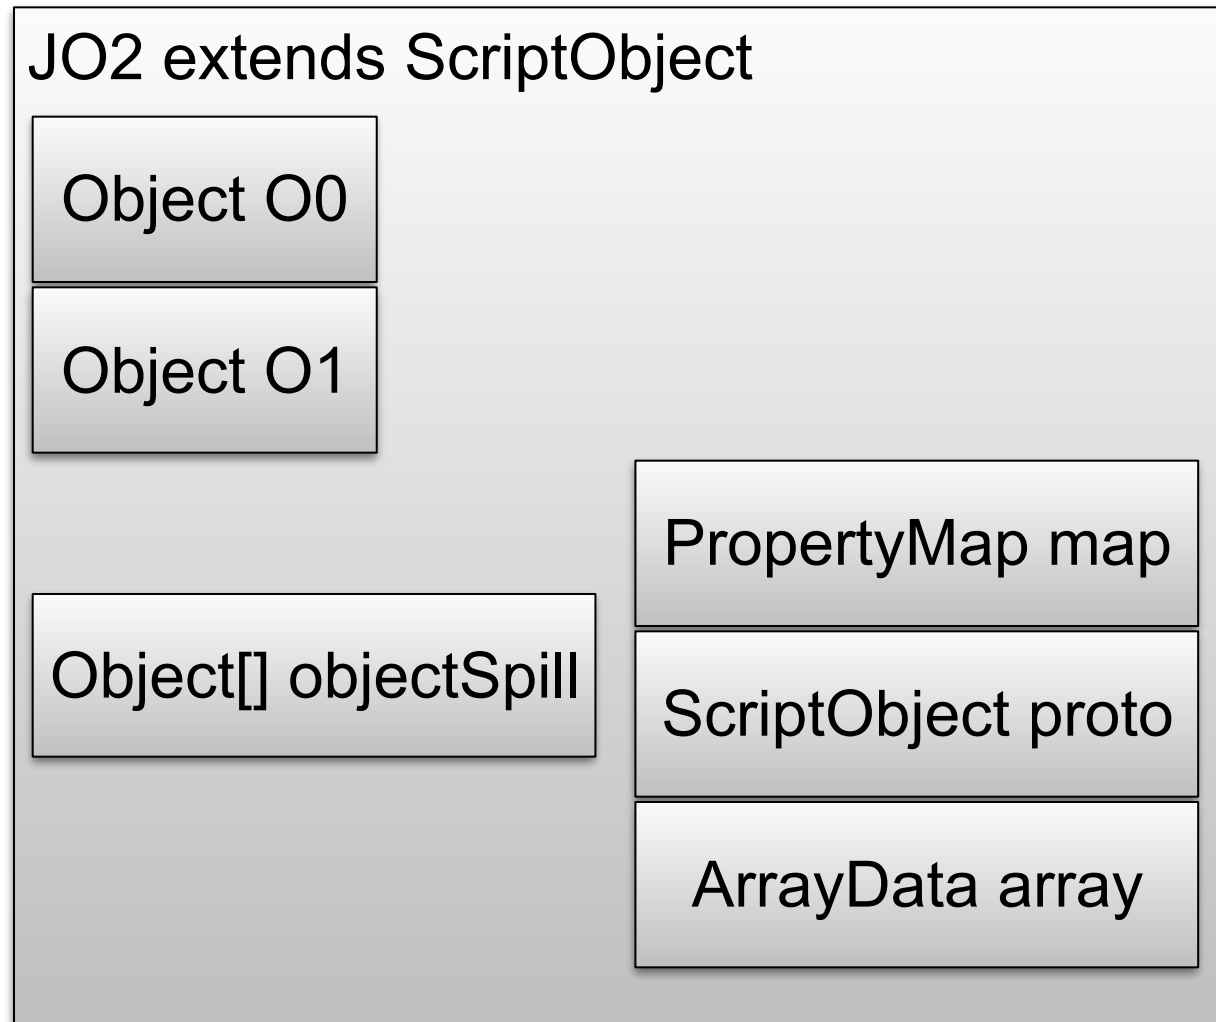 JO2 extends ScriptObject
Object O0
Object O1
PropertyMap map
Object[] objectSpill
ScriptObject proto
ArrayData array